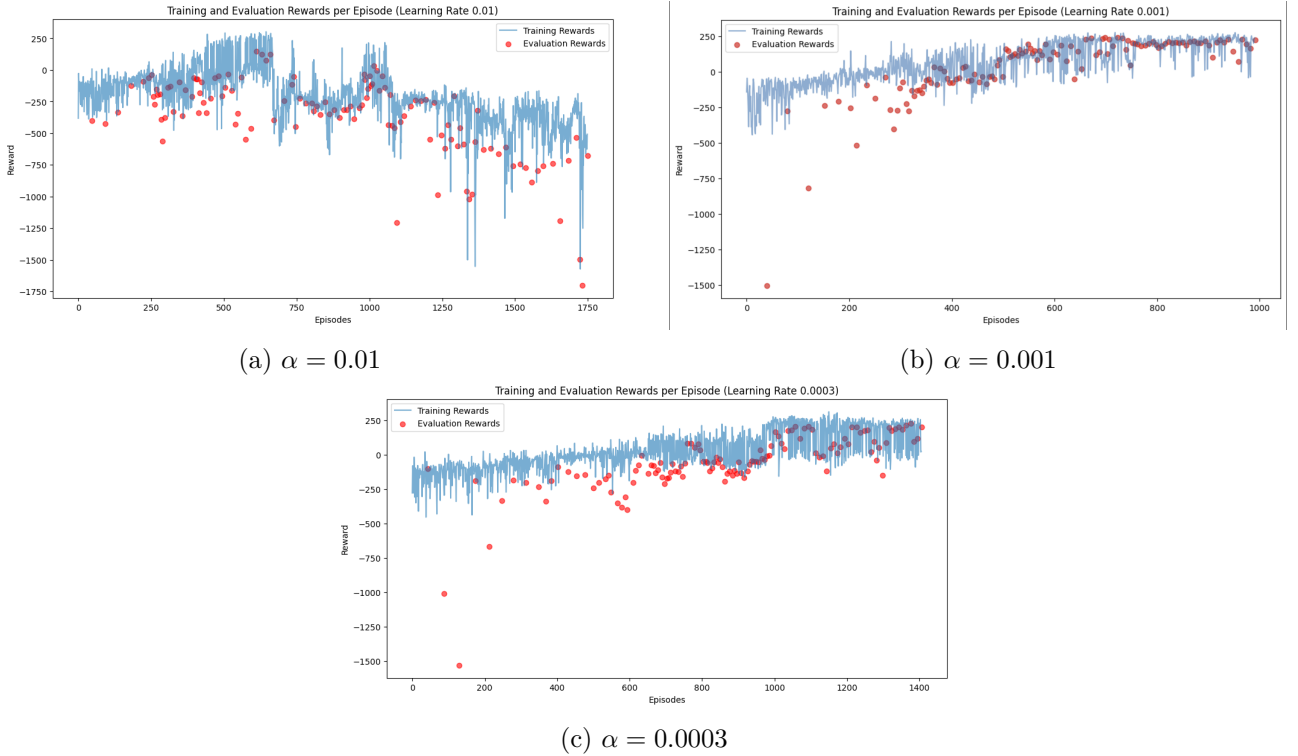 Training and Evaluation Rewards per Episode (Learning Rate 0.01)
Training Rewards
Evaluation Rewards
250
0
−250
−500
−750
−1000
−1250
−1500
−1750
Reward
0
250
500
750
1000
1250
1500
1750
Episodes
(a) α = 0.01
Training and Evaluation Rewards per Episode (Learning Rate 0.001)
Training Rewards
Evaluation Rewards
250
0
−250
−500
−750
−1000
−1250
−1500
Reward
0
200
400
600
800
1000
Episodes
(b) α = 0.001
Training and Evaluation Rewards per Episode (Learning Rate 0.0003)
Training Rewards
Evaluation Rewards
250
0
−250
−500
−750
−1000
−1250
−1500
Reward
0
200
400
600
800
1000
1200
1400
Episodes
(c) α = 0.0003